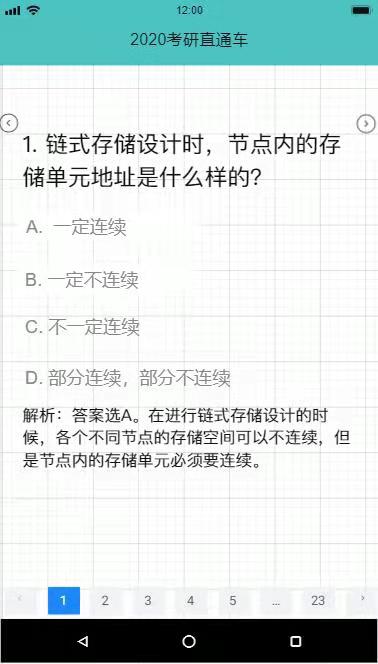 12:00
2020考研直通车
1. 链式存储设计时，节点内的存
储单元地址是什么样的?
A. 一定连续
B. 一定不连续
C. 不一定连续
D. 部分连续，部分不连续
解析：答案选A。在进行链式存储设计的时
候，各个不同节点的存储空间可以不连续，但
是节点内的存储单元必须要连续。
1 2 3 4 5 ... 23